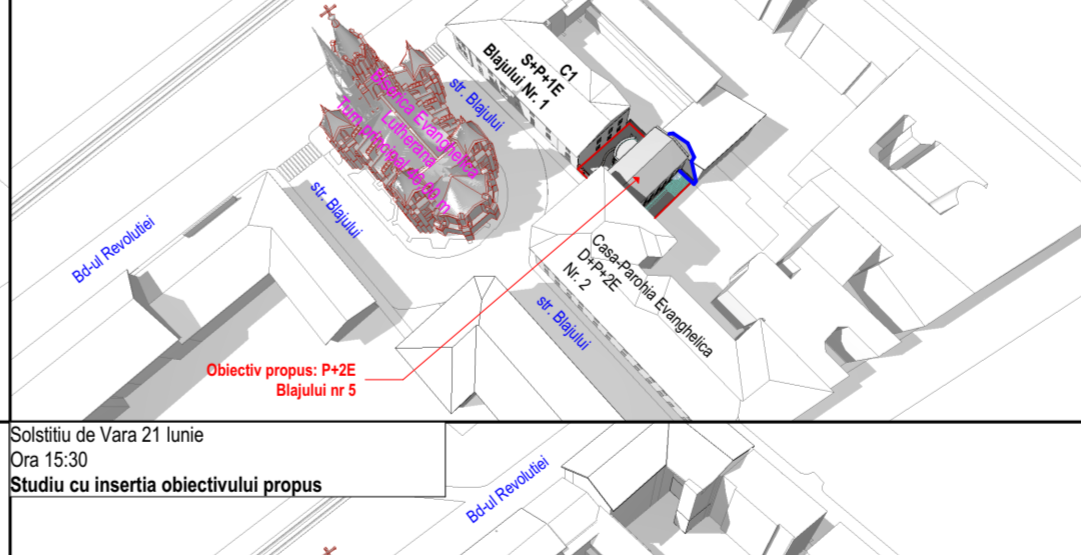 C1
S+P+1E
Blajului Nr. 1
str. Blajului
Biserica Evanghelica
Lutherana
Turn principal de 69 m
str. Blajului
Bd-ul Revolutiei
Casa-Parohia Evanghelica
D+P+2E
Nr. 2
str. Blajului
Obiectiv propus: P+2E
Blajului nr 5
Solstitiu de Vara 21 Iunie
Ora 15:30
Studiu cu insertia obiectivului propus
Bd-ul Revolutiei